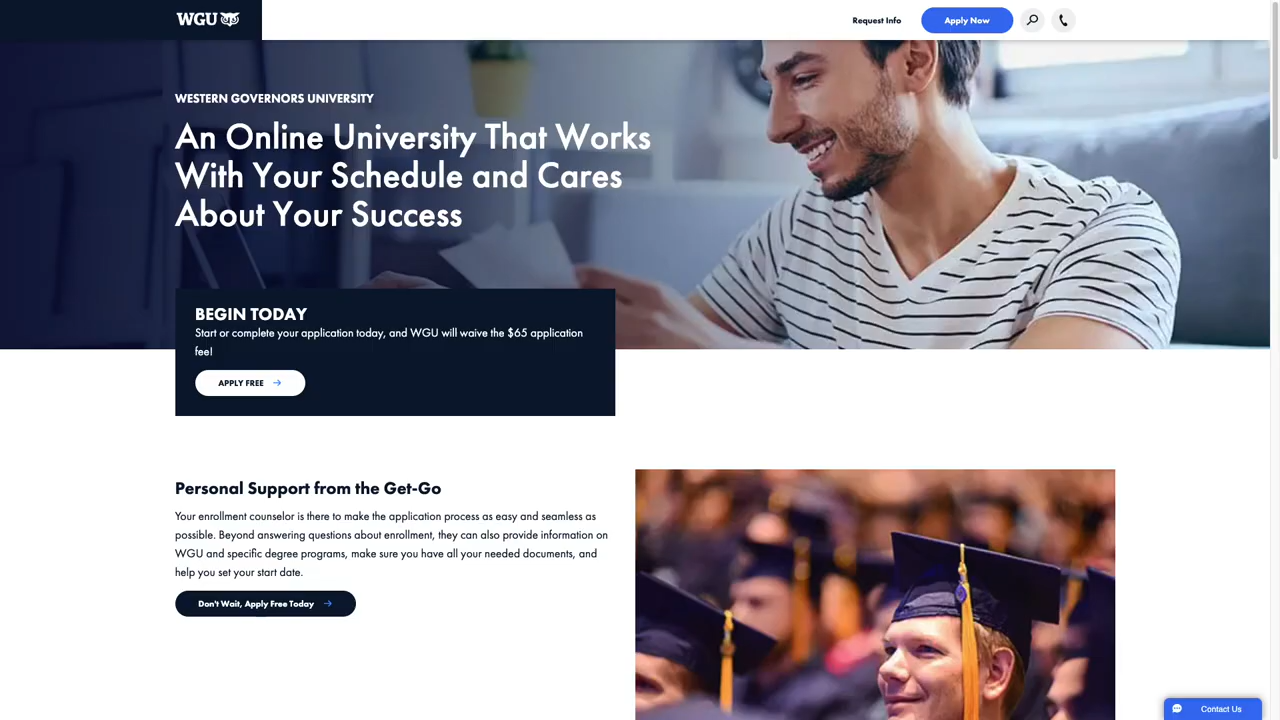 WGU
Request Info
Apply Now
WESTERN GOVERNORS UNIVERSITY
An Online University That Works
With Your Schedule and Cares
About Your Success
BEGIN TODAY
Start or complete your application today, and WGU will waive the $65 application
fee!
APPLY FREE
Personal Support from the Get-Go
Your enrollment counselor is there to make the application process as easy and seamless as
possible. Beyond answering questions about enrollment, they can also provide information on
WGU and specific degree programs, make sure you have all your needed documents, and
help you set your start date.
Don't Wait, Apply Free Today
Contact Us